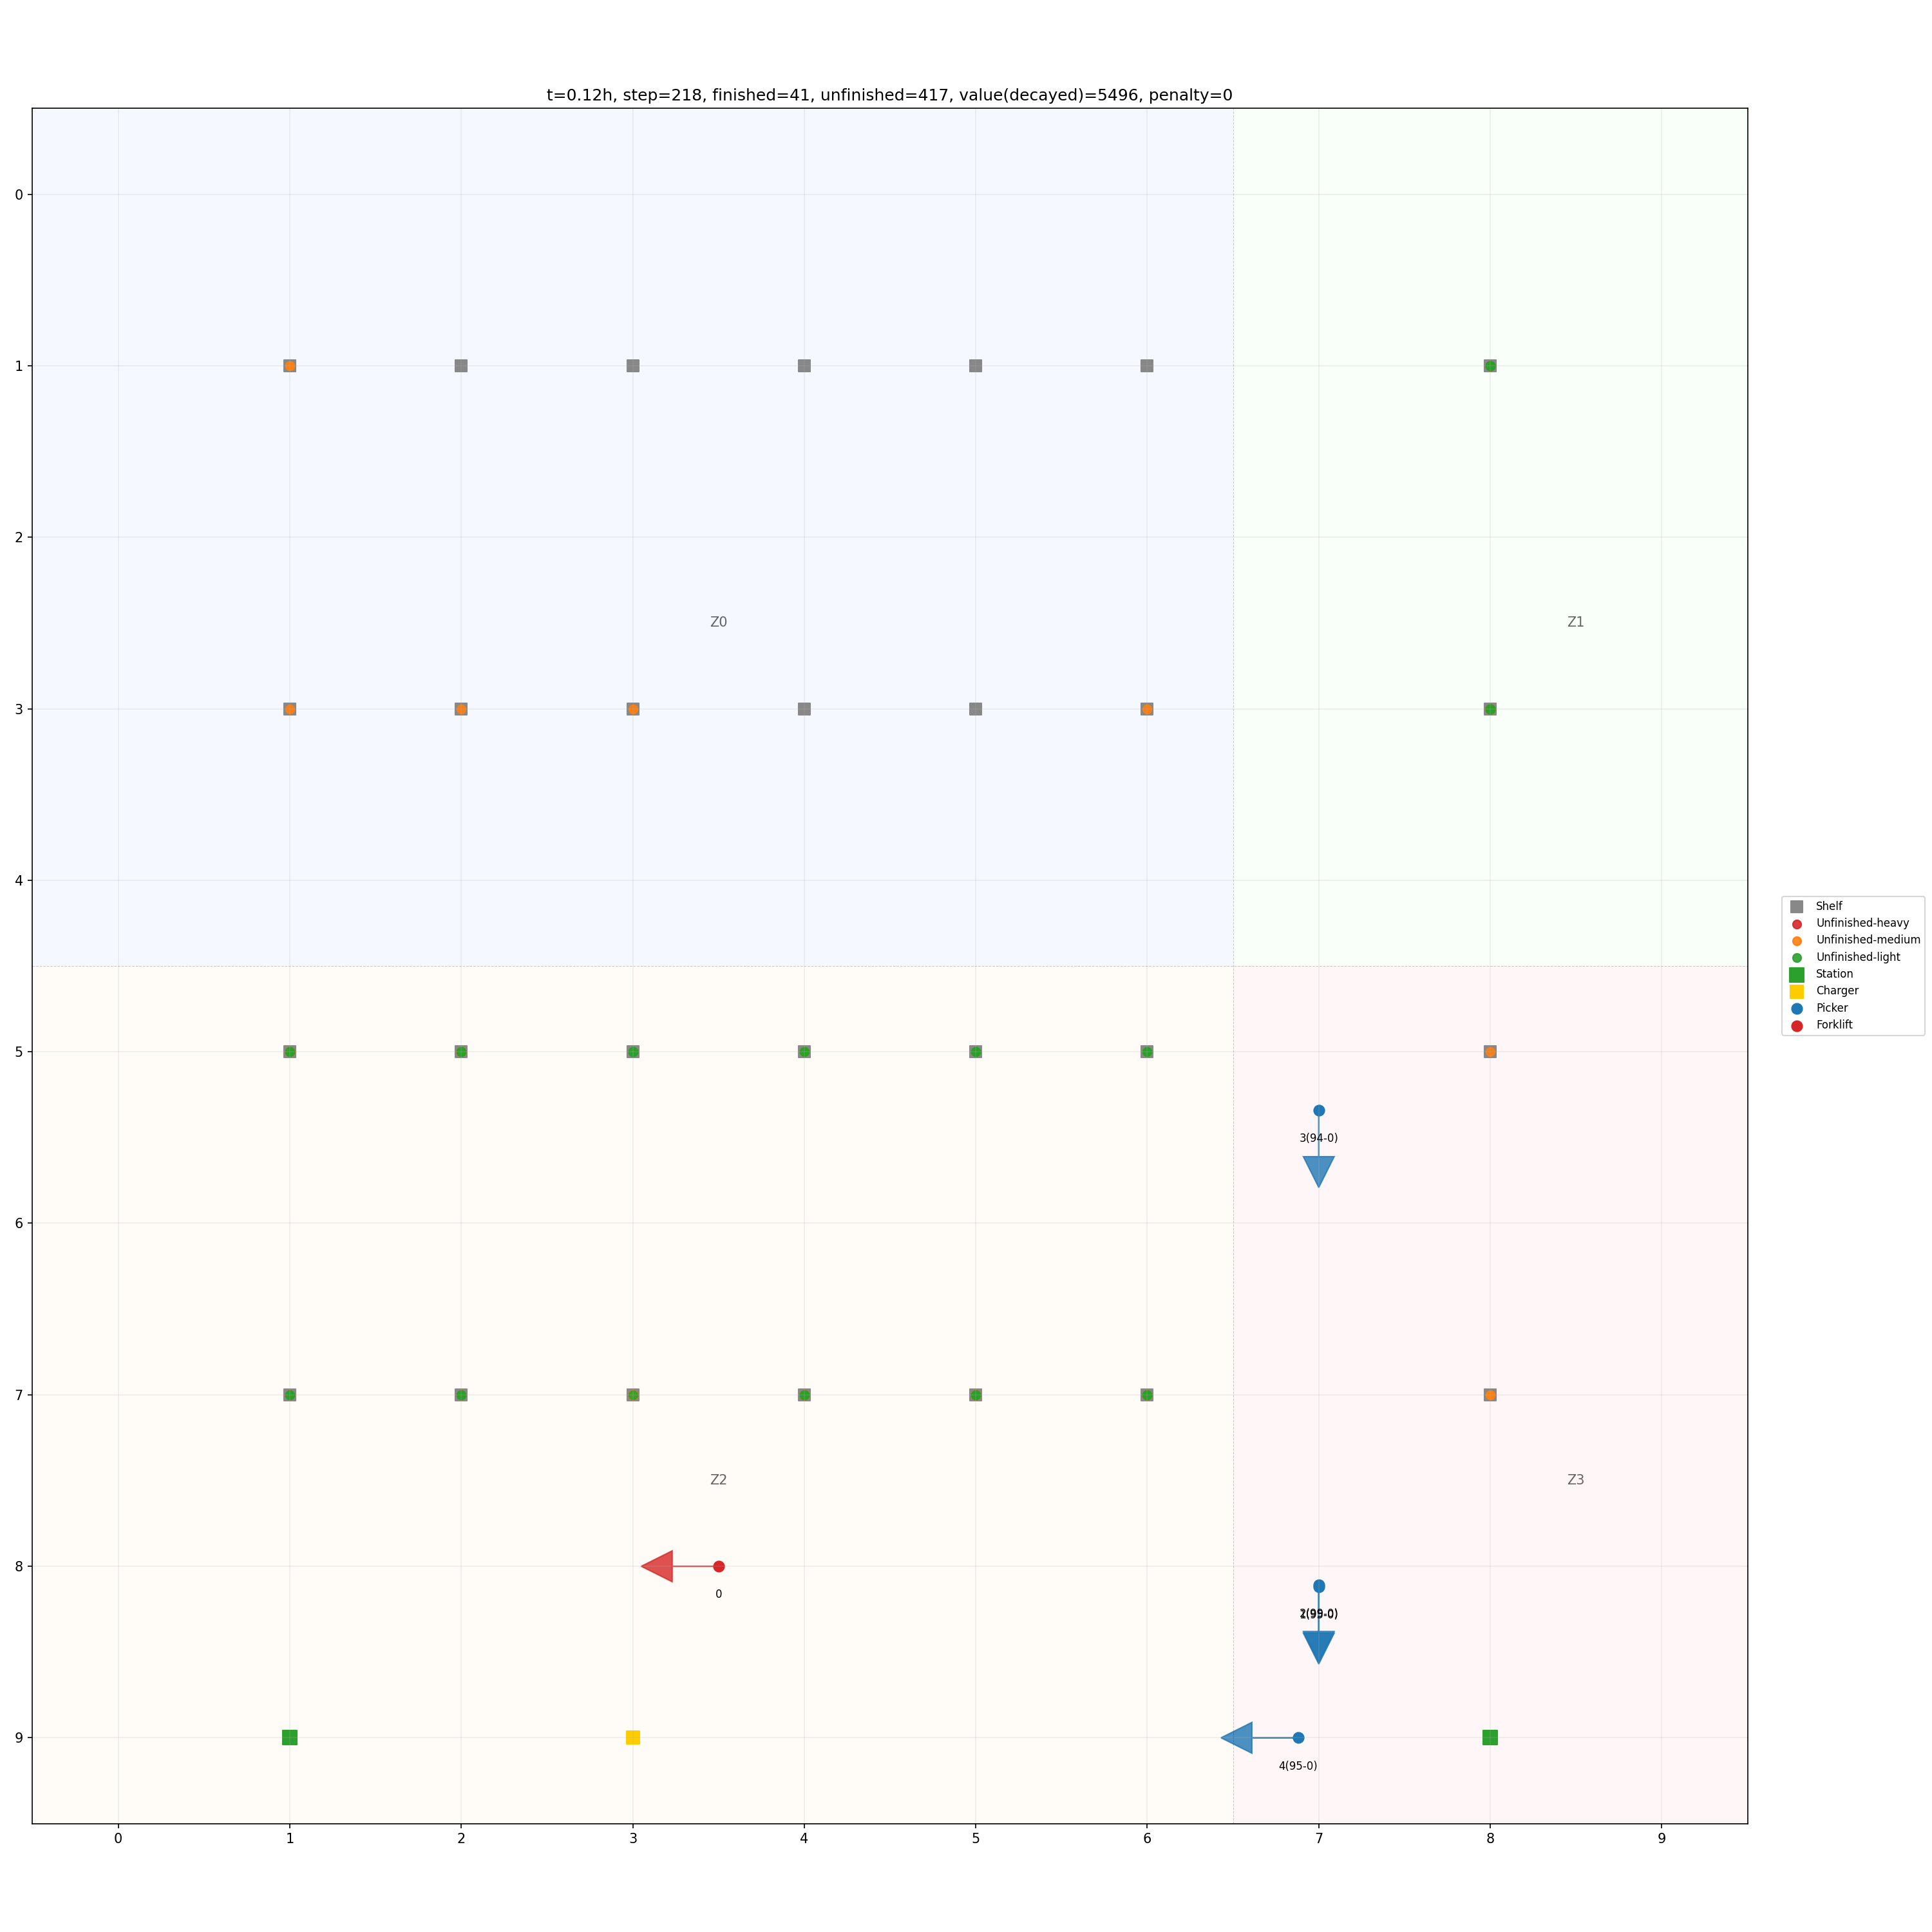 t=0.12h, step=218, finished=41, unfinished=417, value(decayed)=5496, penalty=0
0
1
2
Z0 Z1
3
4
Shelf
Unfinished-heavy
Unfinished-medium
Unfinished-light
Station
Charger
Picker
Forklift
5
3(94-0)
6
7
Z2 Z3
8
0
9
4(95-0)
0 1 2 3 4 5 6 7 8 9